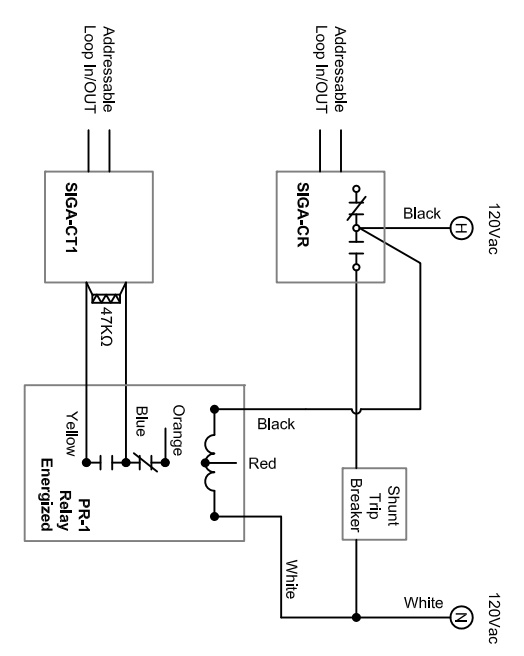 Addressable
Loop In/OUT
Addressable
Loop In/OUT
SIGA-CT1
SIGA-CR
120Vac
H
Black
47KΩ
Yellow
Blue
Orange
Black
Red
PR-1
Relay
Energized
Shunt
Trip
Breaker
White
White
N
120Vac